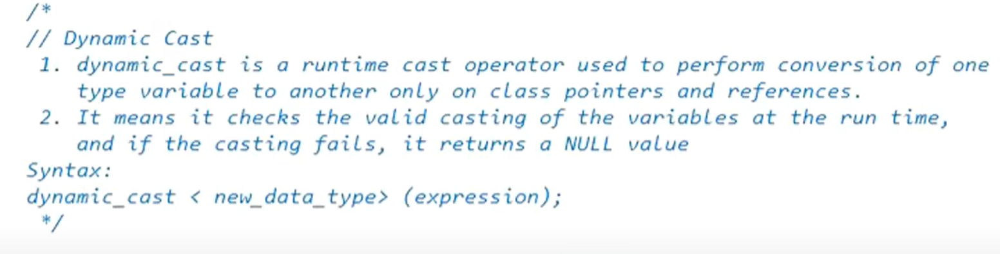 /*
// Dynamic Cast
1. dynamic_cast is a runtime cast operator used to perform conversion of one
type variable to another only on class pointers and references.
2. It means it checks the valid casting of the variables at the run time,
and if the casting fails, it returns a NULL value
Syntax:
dynamic_cast < new_data_type> (expression);
*/